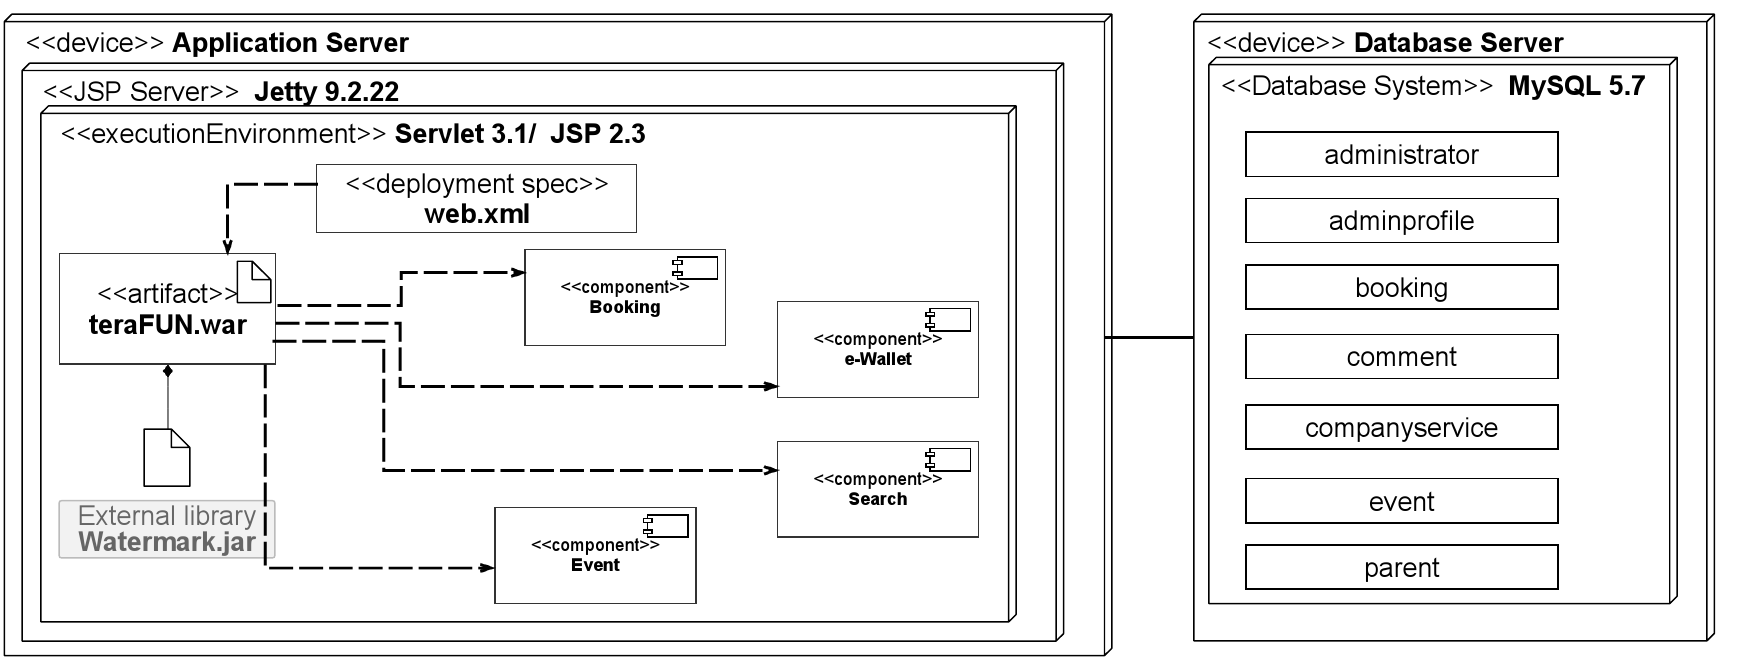 <<device>> Application Server
<<JSP Server>> Jetty 9.2.22
<<executionEnvironment>> Servlet 3.1/ JSP 2.3
<<deployment spec>>
web.xml
<<artifact>>
teraFUN.war
<<component>>
Booking
<<component>>
e-Wallet
<<component>>
Search
External library
Watermark.jar
<<component>>
Event
<<device>> Database Server
<<Database System>> MySQL 5.7
administrator
adminprofile
booking
comment
companyservice
event
parent